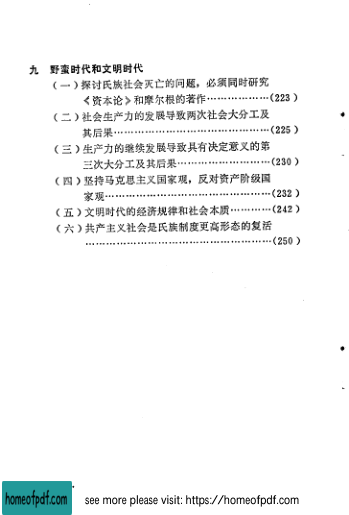 九 野蛮时代和文明时代
(一)探讨氏族社会灭亡的问题,必须同时研究
《资本论》和摩尔根的著作………………(223)
(二)社会生产力的发展导致两次社会大分工及
其后果………………………………………(225)
(三)生产力的继续发展导致具有决定意义的第
三次大分工及其后果………………………(230)
(四)坚持马克思主义国家观,反对资产阶级国
家观…………………………………………(232)
(五)文明时代的经济规律和社会本质…………(242)
(六)共产主义社会是氏族制度更高形态的复活
………………………………………………(250)
homeofpdf.com
see more please visit: https://homeofpdf.com